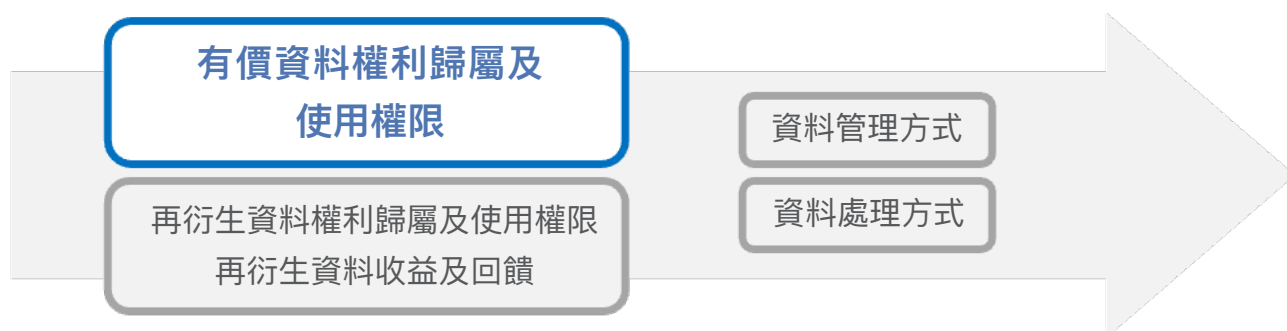 有價資料權利歸屬及
使用權限
再衍生資料權利歸屬及使用權限
再衍生資料收益及回饋
資料管理方式
資料處理方式